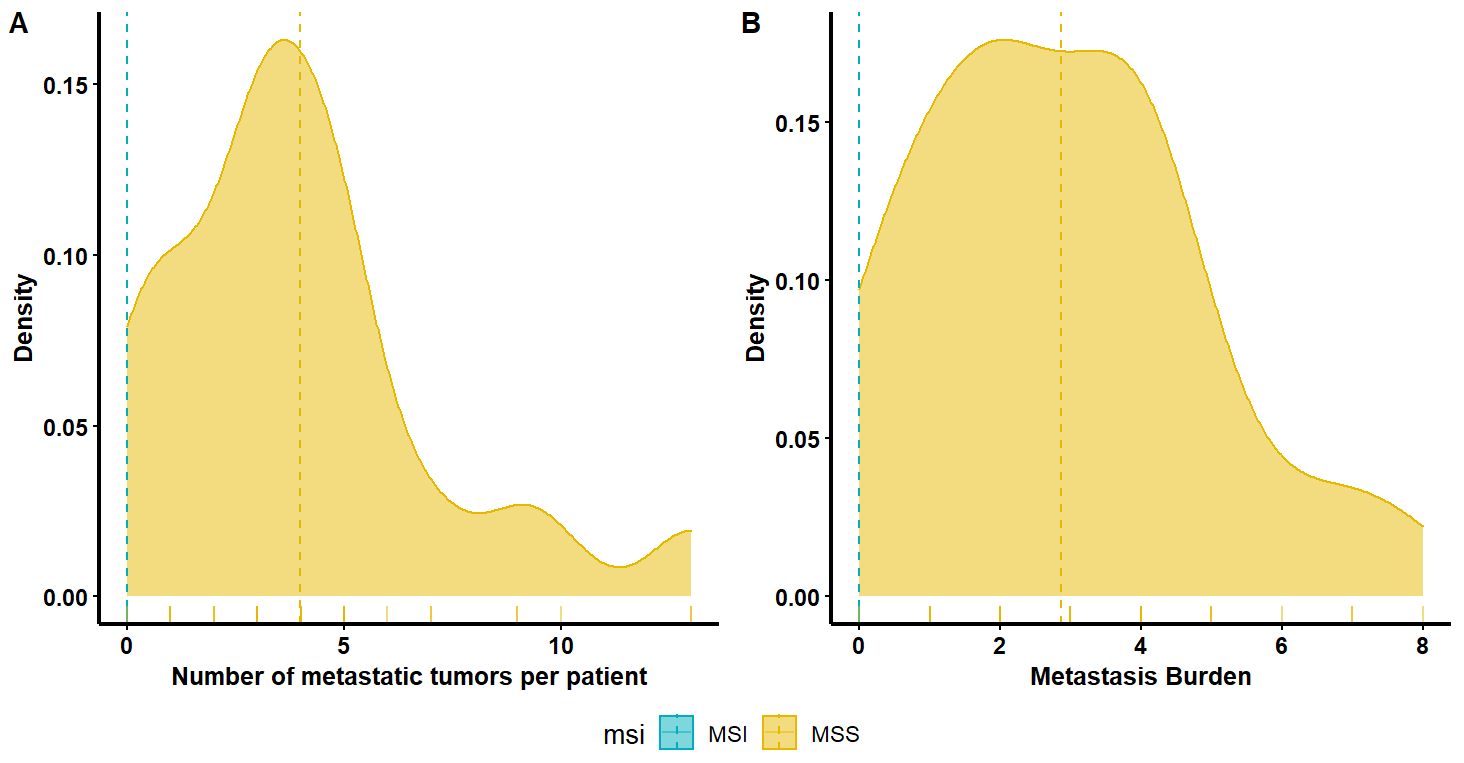 A
Density
0.15
0.10
0.05
0.00
0 5 10
Number of metastatic tumors per patient
B
Density
0.15
0.10
0.05
0.00
0 2 4 6 8
Metastasis Burden
msi MSI MSS